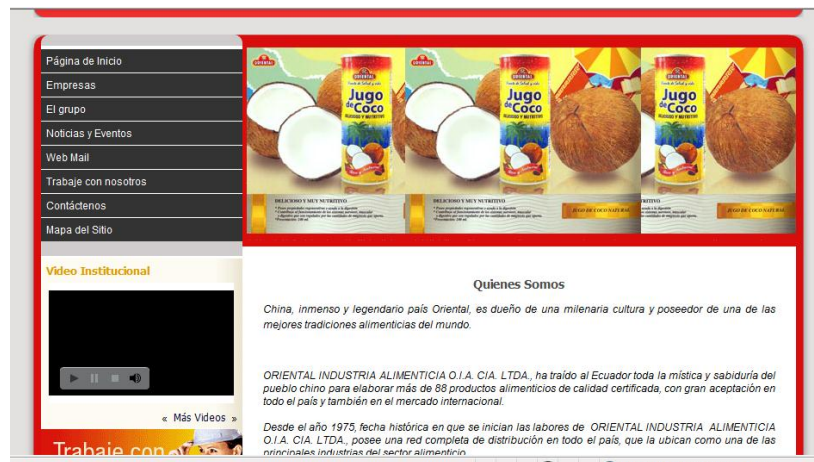 Página de Inicio
Empresas
El grupo
Noticias y Eventos
Web Mail
Trabaje con nosotros
Contáctenos
Mapa del Sitio
ORIENTAL
Jugo
de Coco
DELICIOSO Y MUY NUTRITIVO
JUGO DE COCO NATURAL
ORIENTAL
Jugo
de Coco
DELICIOSO Y MUY NUTRITIVO
JUGO DE COCO NATURAL
Video Institucional
« Más Videos »
Trabaje con
Quienes Somos
China, inmenso y legendario país Oriental, es dueño de una milenaria cultura y poseedor de una de las
mejores tradiciones alimenticias del mundo.
ORIENTAL INDUSTRIA ALIMENTICIA O.I.A. CIA. LTDA., ha traído al Ecuador toda la mística y sabiduría del
pueblo chino para elaborar más de 88 productos alimenticios de calidad certificada, con gran aceptación en
todo el país y también en el mercado internacional.
Desde el año 1975, fecha histórica en que se inician las labores de ORIENTAL INDUSTRIA ALIMENTICIA
O.I.A. CIA. LTDA., posee una red completa de distribución en todo el país, que la ubican como una de las
principales industrias del sector alimenticio